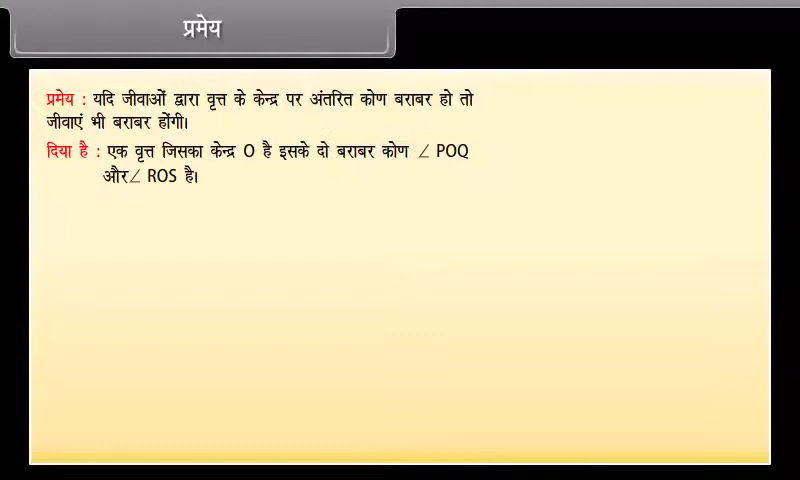 प्रमेय
प्रमेय : यदि जीवाओं द्वारा वृत्त के केन्द्र पर अंतरित कोण बराबर हो तो
जीवाएं भी बराबर होंगी।
दिया है : एक वृत्त जिसका केन्द्र O है इसके दो बराबर कोण ∠ POQ
और∠ ROS है।